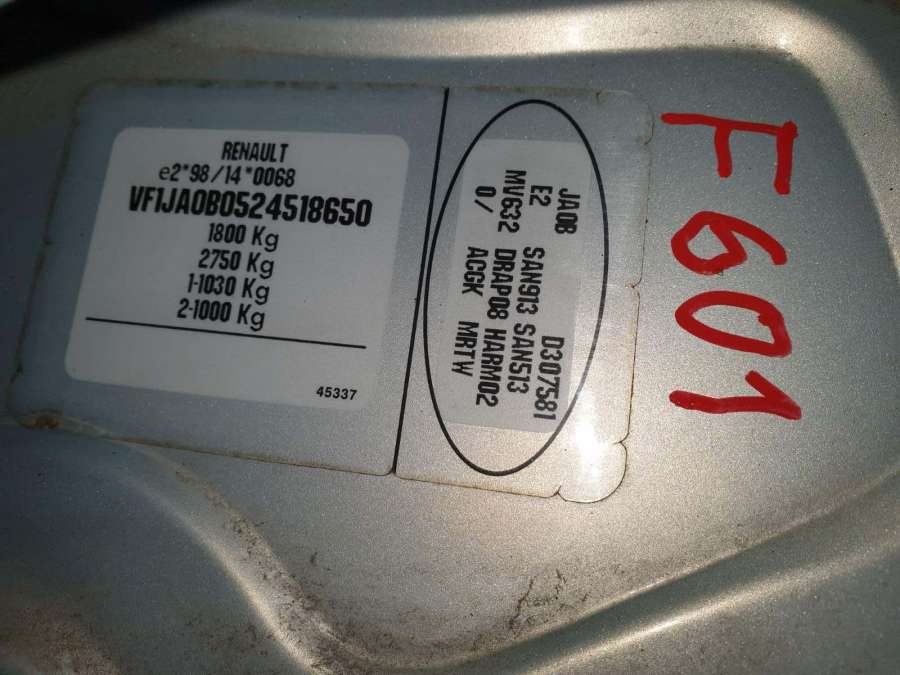 RENAULT
e2*98/14*0068
VF1JA0B0524518650
1800 Kg
2750 Kg
1-1030 Kg
2-1000 Kg
45337
JA0B D307581
E2 SAN913 SAN513
MV632 DRAP08 HARM02
0/ ACGK MRTW
F601